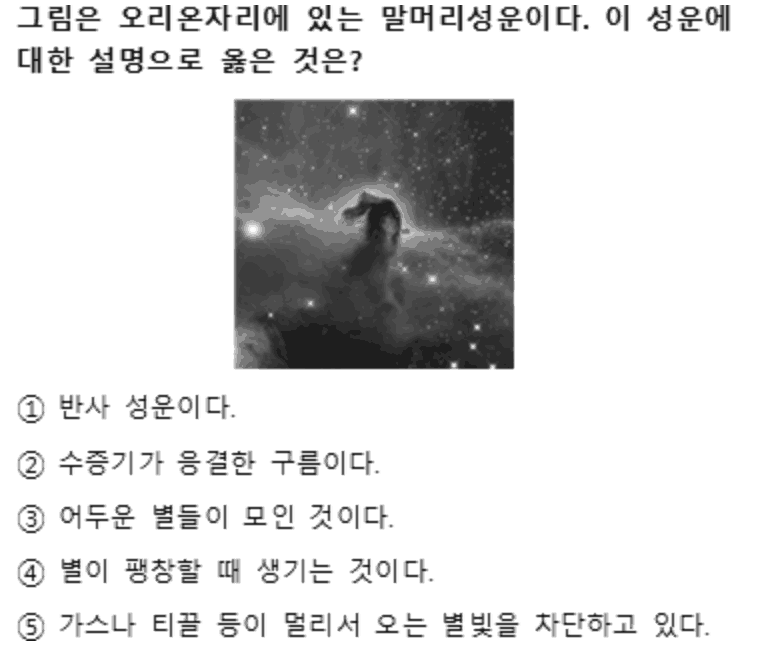 그림은 오리온자리에 있는 말머리성운이다. 이 성운에
대한 설명으로 옳은 것은?
① 반사 성운이다.
② 수증기가 응결한 구름이다.
③ 어두운 별들이 모인 것이다.
④ 별이 팽창할 때 생기는 것이다.
⑤ 가스나 티끌 등이 멀리서 오는 별빛을 차단하고 있다.